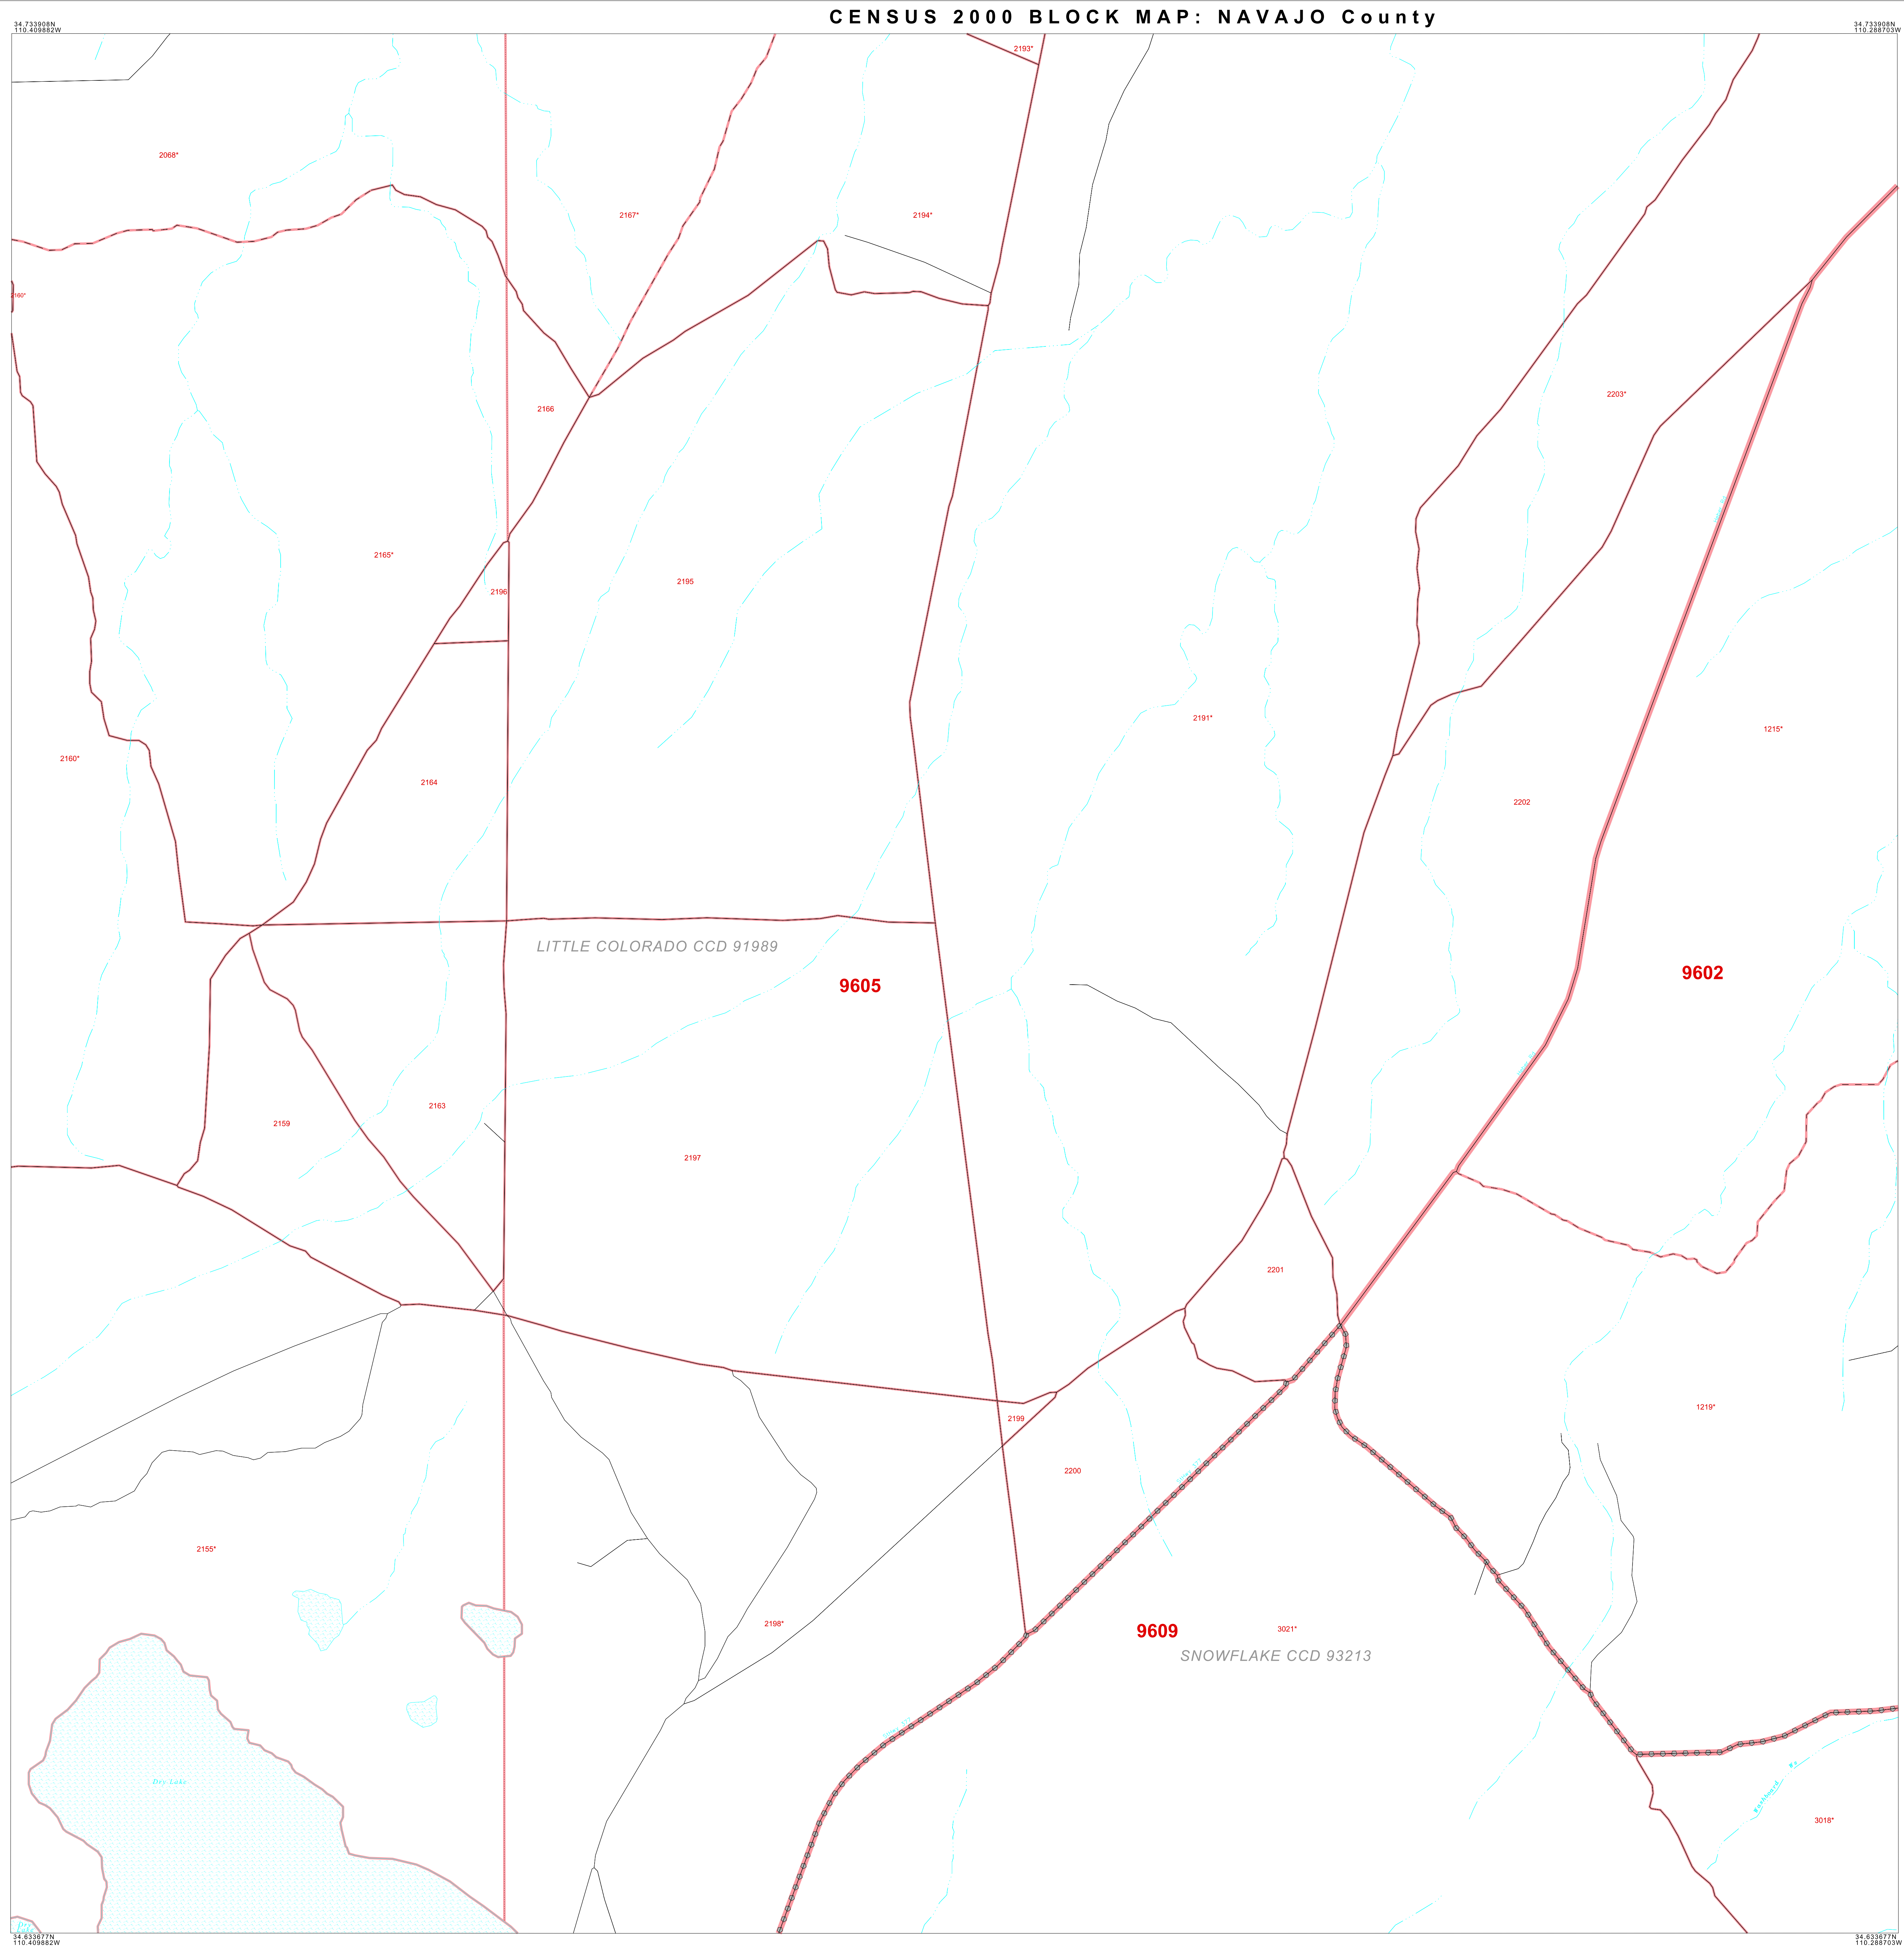 CENSUS 2000 BLOCK MAP: NAVAJO County
34.733908N
110.409882W
34.733908N
110.288703W
2193*
2068*
2167*
2194*
2160*
2203*
2166
2165*
2195
2196
2191*
1215*
2160*
2164
2202
LITTLE COLORADO CCD 91989
9602
9605
2163
2159
2197
2201
1219*
2199
2200
2155*
2198*
3021*
9609
SNOWFLAKE CCD 93213
Dry Lake
3018*
Dry
Lake
34.633677N
110.409882W
34.633677N
110.288703W